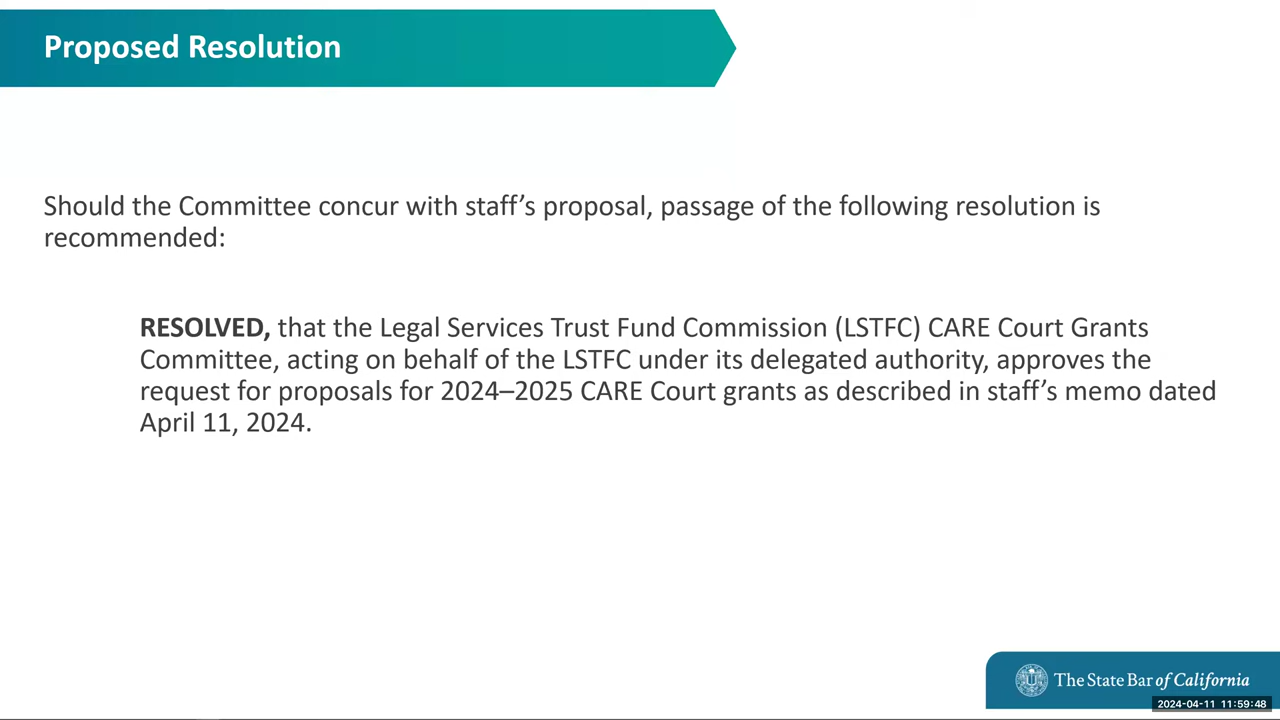 Proposed Resolution
Should the Committee concur with staff’s proposal, passage of the following resolution is
recommended:
RESOLVED, that the Legal Services Trust Fund Commission (LSTFC) CARE Court Grants
Committee, acting on behalf of the LSTFC under its delegated authority, approves the
request for proposals for 2024–2025 CARE Court grants as described in staff’s memo dated
April 11, 2024.
The State Bar of California
2024-04-11 11:59:48